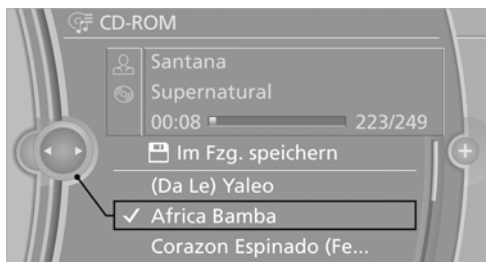 CD-ROM
Santana
Supernatural
00:08 223/249
Im Fzg. speichern
(Da Le) Yaleo
Africa Bamba
Corazon Espinado (Fe...